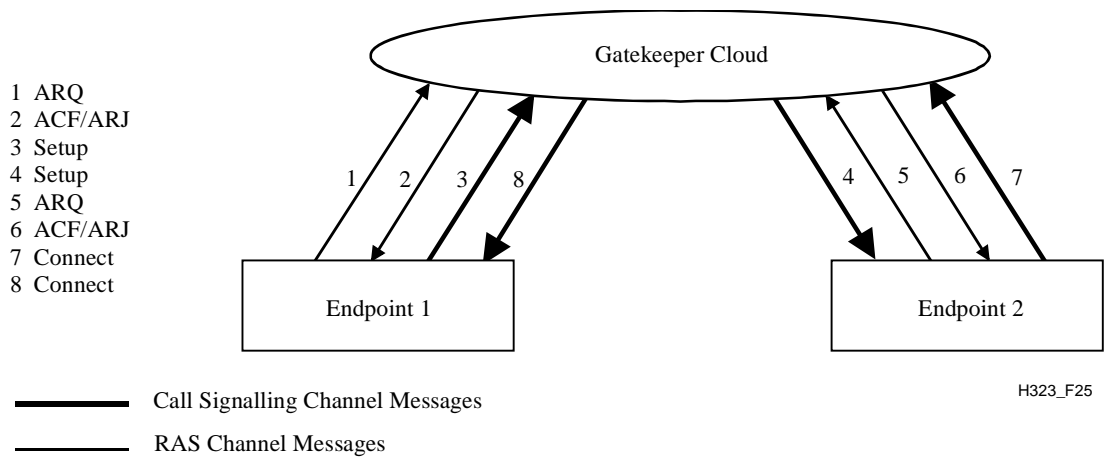 Gatekeeper Cloud
1 ARQ
2 ACF/ARJ
3 Setup
4 Setup
5 ARQ
6 ACF/ARJ
7 Connect
8 Connect
1
2
3
8
4
5
6
7
Endpoint 1
Endpoint 2
H323_F25
Call Signalling Channel Messages
RAS Channel Messages